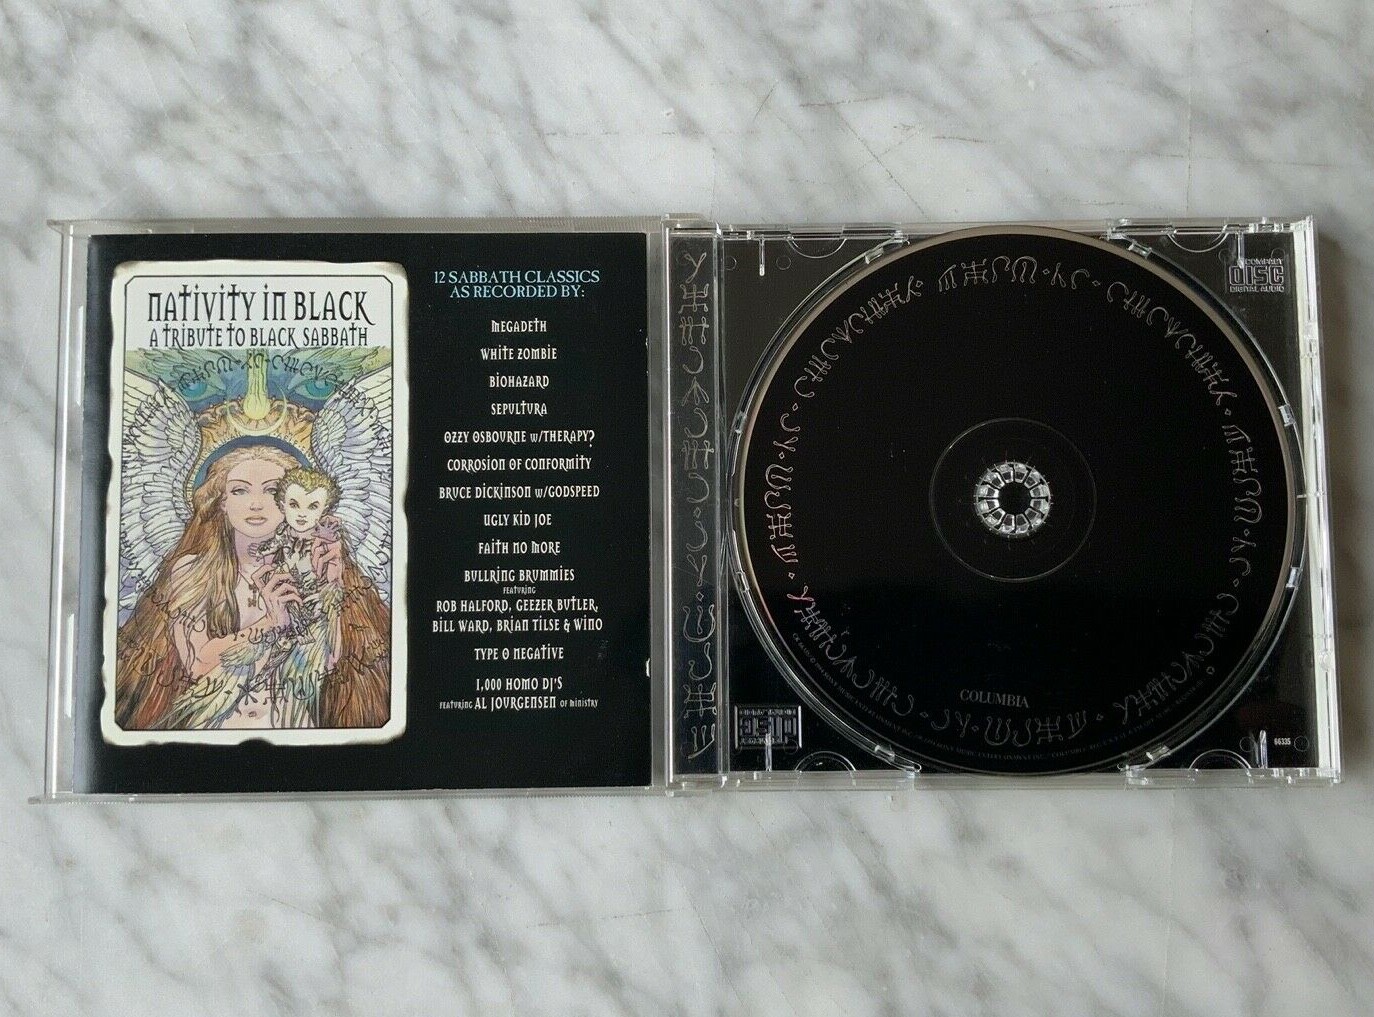 NATIVITY IN BLACK
A TRIBUTE TO BLACK SABBATH
12 SABBATH CLASSICS
AS RECORDED BY:
MEGADETH
WHITE ZOMBIE
BIOHAZARD
SEPULTURA
OZZY OSBOURNE w/THERAPY?
CORROSION OF CONFORMITY
BRUCE DICKINSON w/GODSPEED
UGLY KID JOE
FAITH NO MORE
BULLRING BRUMMIES
FEATURING
ROB HALFORD, GEEZER BUTLER,
BILL WARD, BRIAN TILSE & WINO
TYPE O NEGATIVE
1,000 HOMO DJ'S
FEATURING AL JOURGENSEN OF MINISTRY
COMPACT
DISC
DIGITAL AUDIO
COLUMBIA
66335